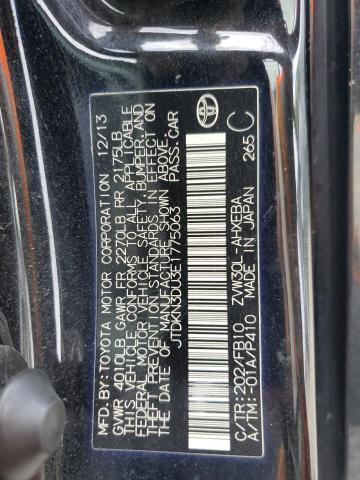 MFD.BY:TOYOTA MOTOR CORPORATION 12/13
GVWR 4010LB GAWR FR 2270LB RR 2175LB
THIS VEHICLE CONFORMS TO ALL APPLICABLE
FEDERAL MOTOR VEHICLE SAFETY, BUMPER, AND
THEFT PREVENTION STANDARDS IN EFFECT ON
THE DATE OF MANUFACTURE SHOWN ABOVE.
JTDKN3DU3E1775063 PASS.CAR
C/TR:202/FB10 ZVW30L-AHXEBA
A/TM:-01A/P410 MADE IN JAPAN 265 C